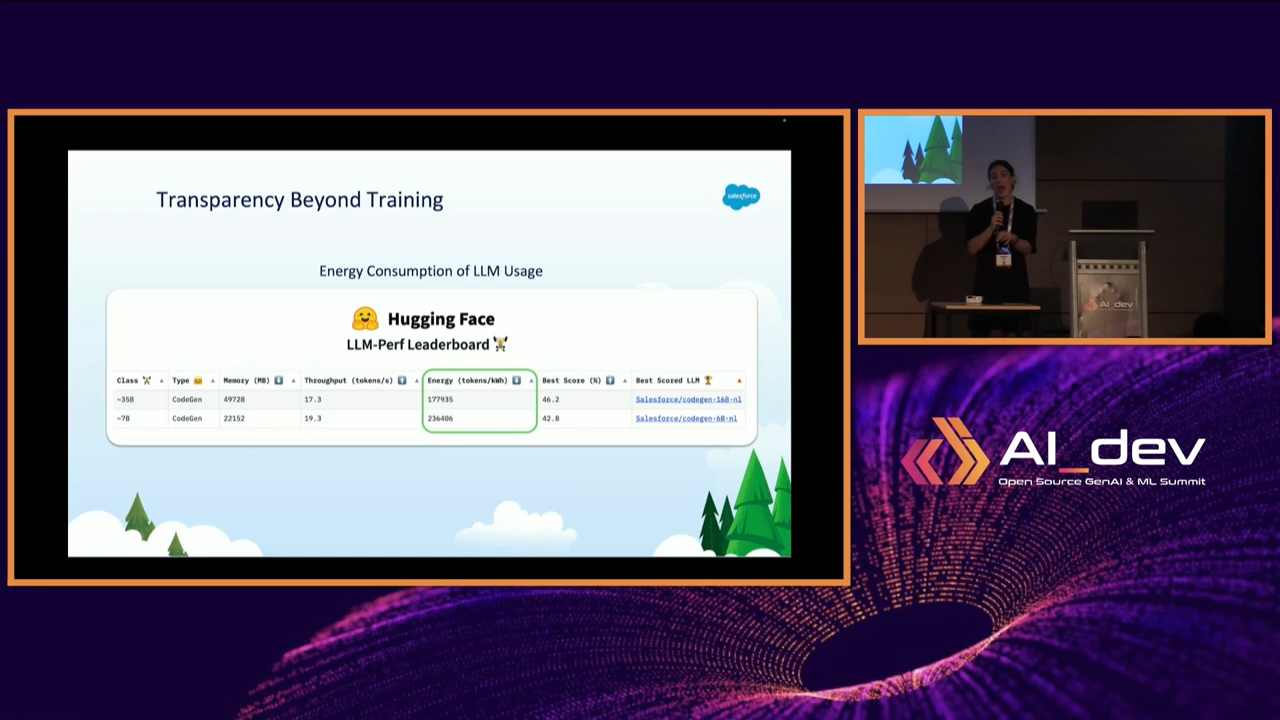 Transparency Beyond Training
salesforce
Energy Consumption of LLM Usage
Hugging Face
LLM-Perf Leaderboard
Class Type Memory (MB) Throughput (tokens/s) Energy (tokens/kWh) Best Score (%) Best Scored LLM
~35B CodeGen 49728 17.3 177935 46.2 Salesforce/codegen-16B-nl
~7B CodeGen 22152 19.3 236406 42.8 Salesforce/codegen-6B-nl
AI_dev
AI_dev
Open Source GenAI & ML Summit